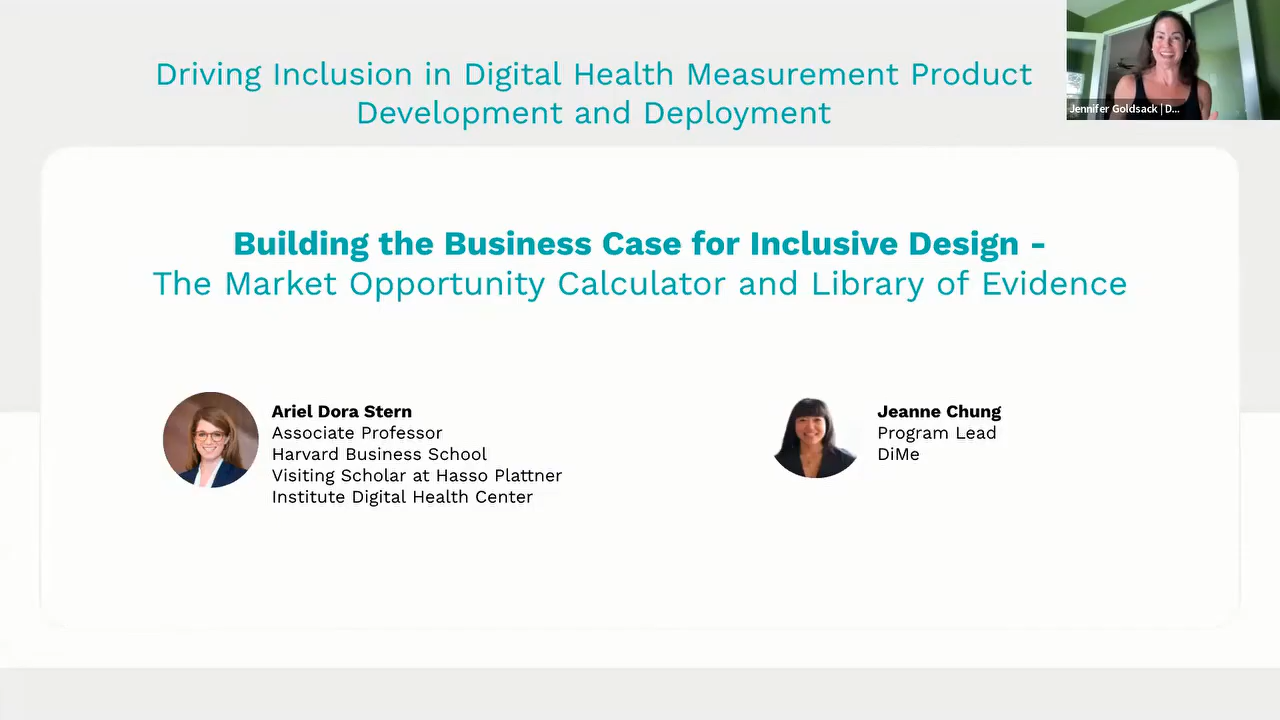 Driving Inclusion in Digital Health Measurement Product
Development and Deployment
Jennifer Goldsack | D...
Building the Business Case for Inclusive Design -
The Market Opportunity Calculator and Library of Evidence
Ariel Dora Stern
Associate Professor
Harvard Business School
Visiting Scholar at Hasso Plattner
Institute Digital Health Center
Jeanne Chung
Program Lead
DiMe